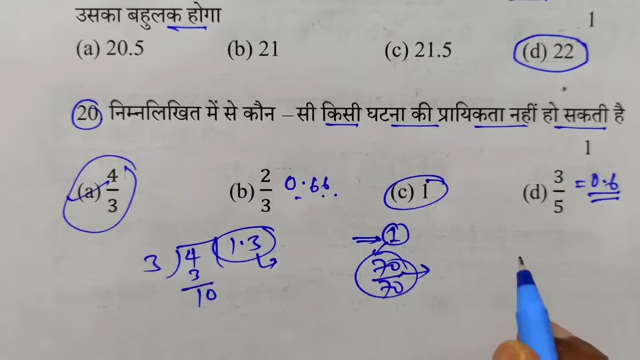 उसका बहुलक होगा
1
(a) 20.5 (b) 21 (c) 21.5 (d) 22
20 निम्नलिखित में से कौन –सी किसी घटना की प्रायिकता नहीं हो सकती है
1
(a) 4/3 (b) 2/3 0.66.. (c) 1 (d) 3/5 = 0.6
3 ) 4 ( 1.3
3
10
1
70/70